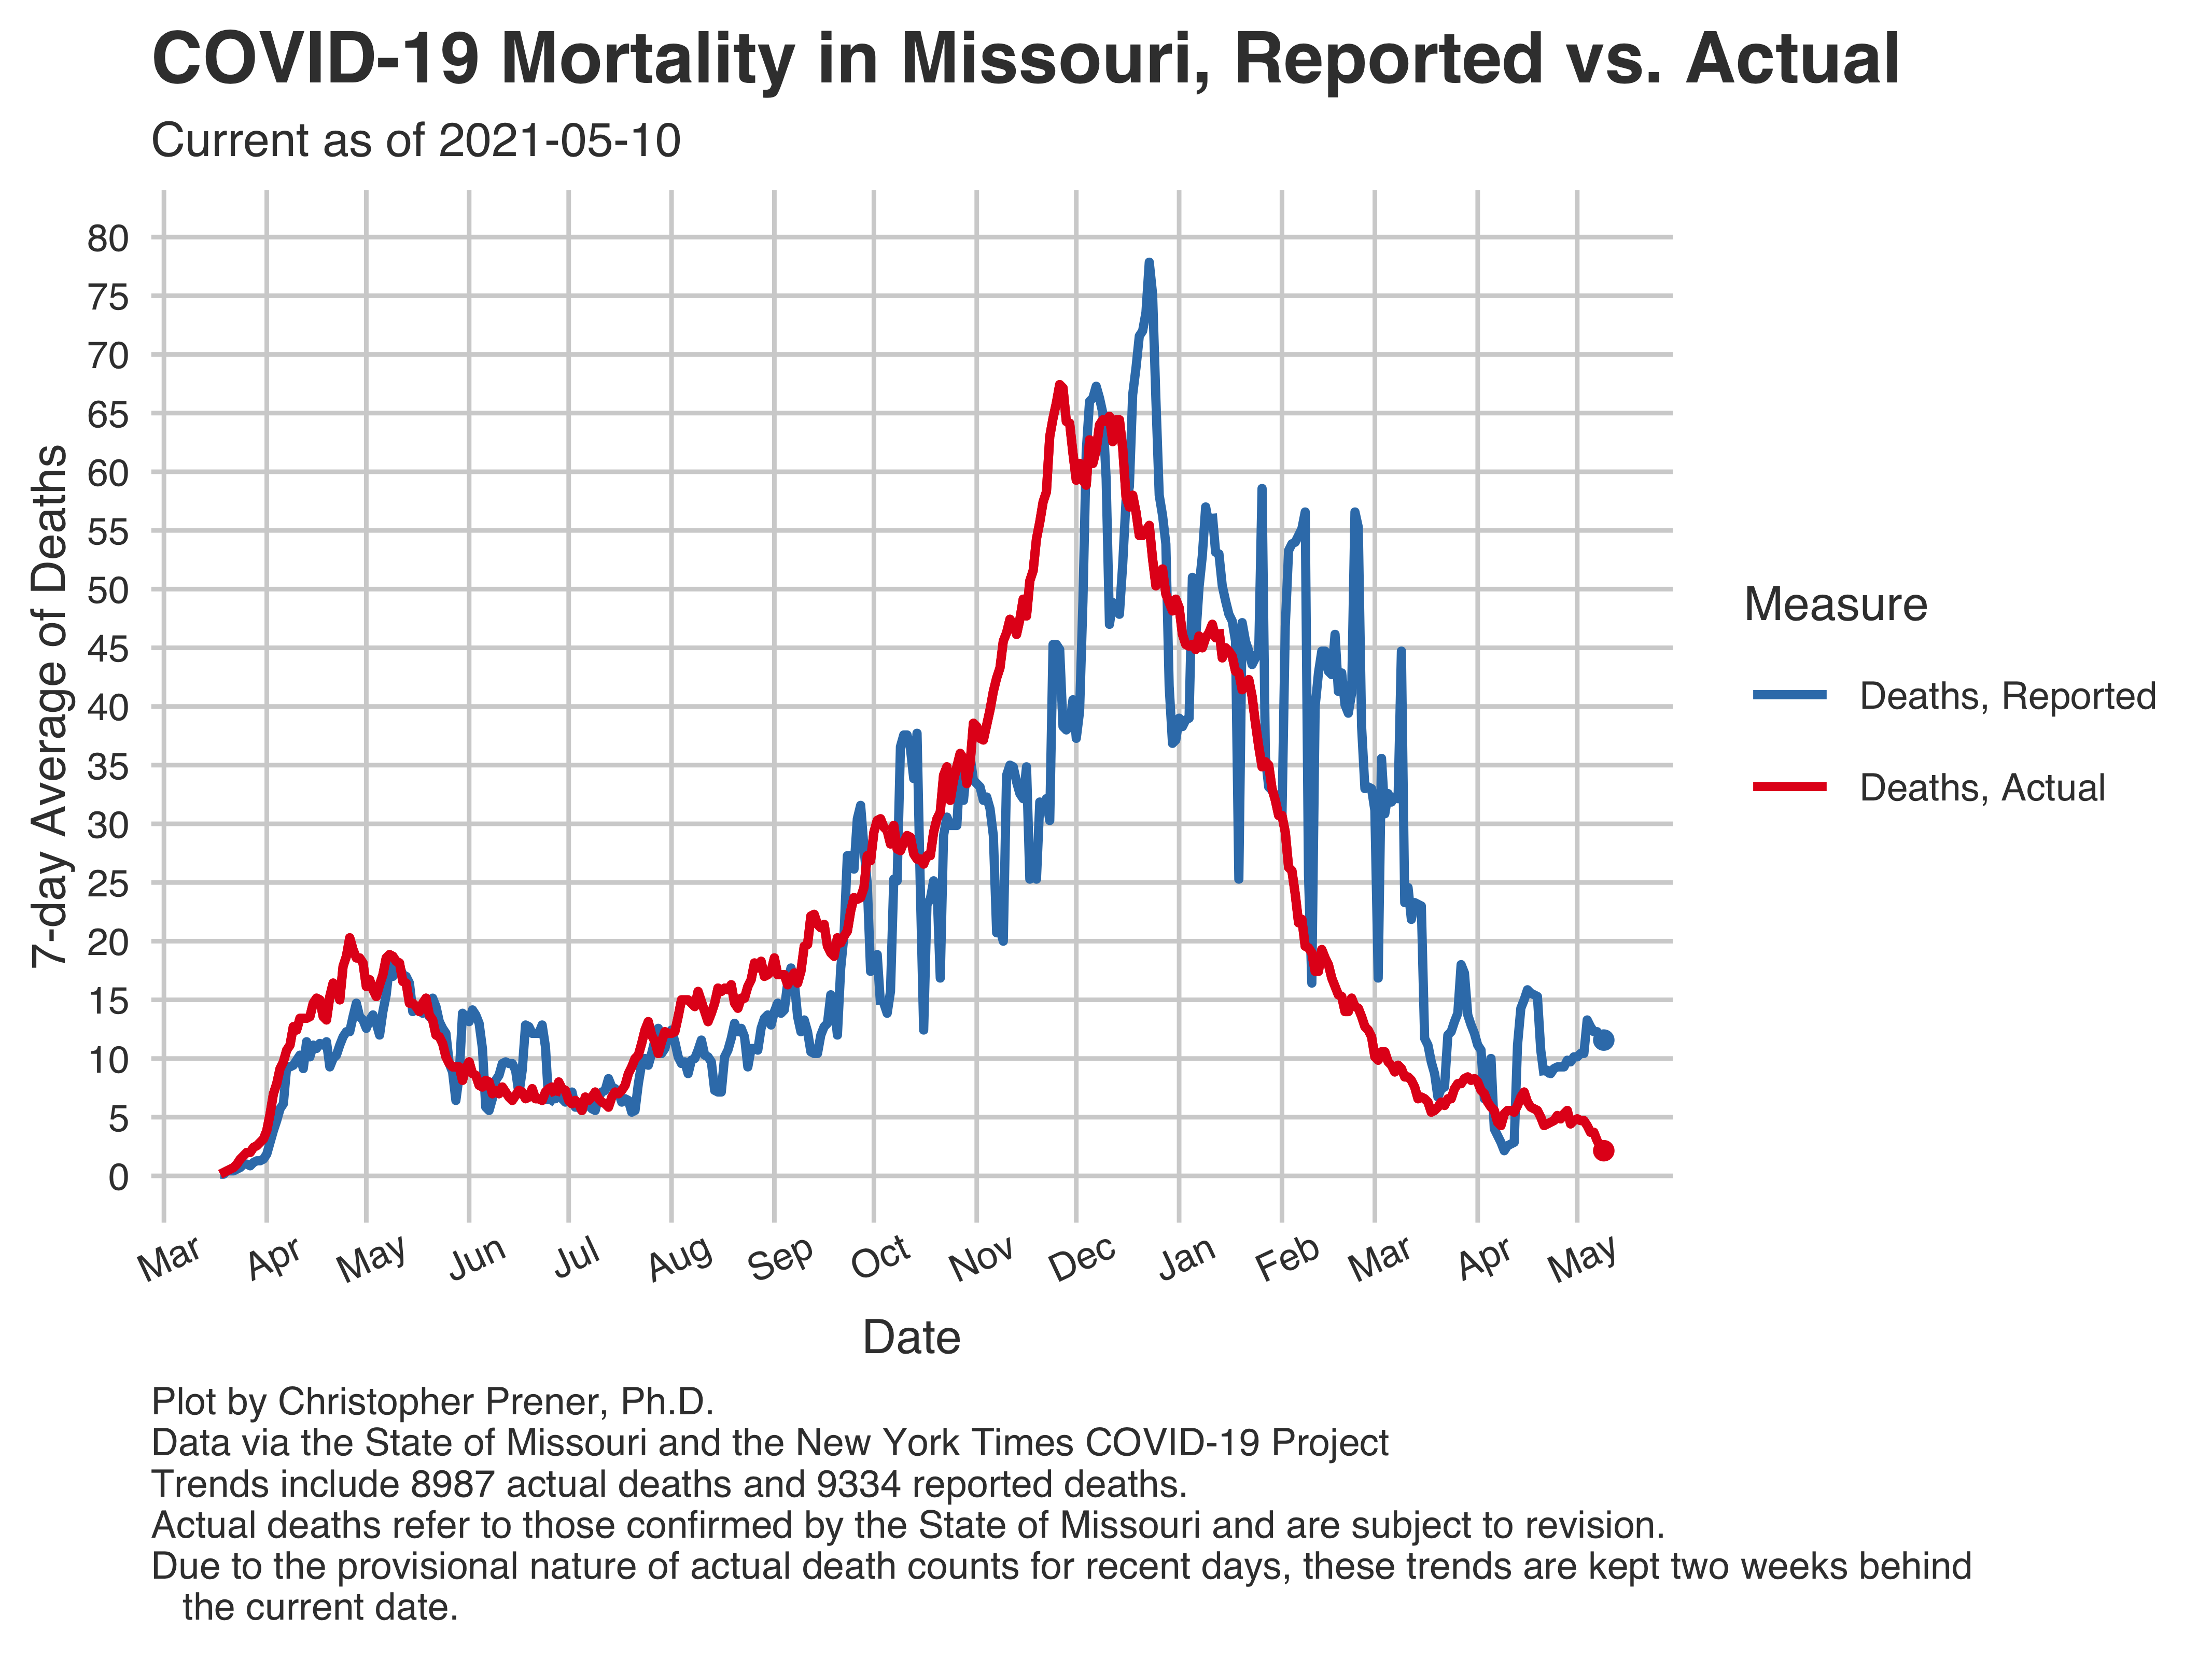 COVID-19 Mortality in Missouri, Reported vs. Actual
Current as of 2021-05-10
7-day Average of Deaths
80
75
70
65
60
55
50
45
40
35
30
25
20
15
10
5
0
Mar Apr May Jun Jul Aug Sep Oct Nov Dec Jan Feb Mar Apr May
Date
Measure
Deaths, Reported
Deaths, Actual
Plot by Christopher Prener, Ph.D.
Data via the State of Missouri and the New York Times COVID-19 Project
Trends include 8987 actual deaths and 9334 reported deaths.
Actual deaths refer to those confirmed by the State of Missouri and are subject to revision.
Due to the provisional nature of actual death counts for recent days, these trends are kept two weeks behind
the current date.